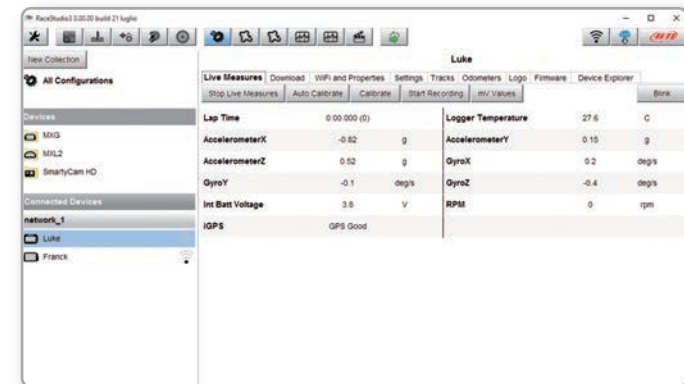 RaceStudio3 0.00.00 build 21 luglio
New Collection
All Configurations
Devices
MXG
MXL2
SmartyCam HD
Connected Devices
network_1
Luke
Franck
Luke
Live Measures Download WiFi and Properties Settings Tracks Odometers Logo Firmware Device Explorer
Stop Live Measures Auto Calibrate Calibrate Start Recording mV Values Blink
Lap Time 0:00.000 (0) Logger Temperature 27.6 C
AccelerometerX -0.82 g AccelerometerY 0.15 g
AccelerometerZ 0.52 g GyroX 0.2 deg/s
GyroY -0.1 deg/s GyroZ -0.4 deg/s
Int Batt Voltage 3.8 V RPM 0 rpm
iGPS GPS Good